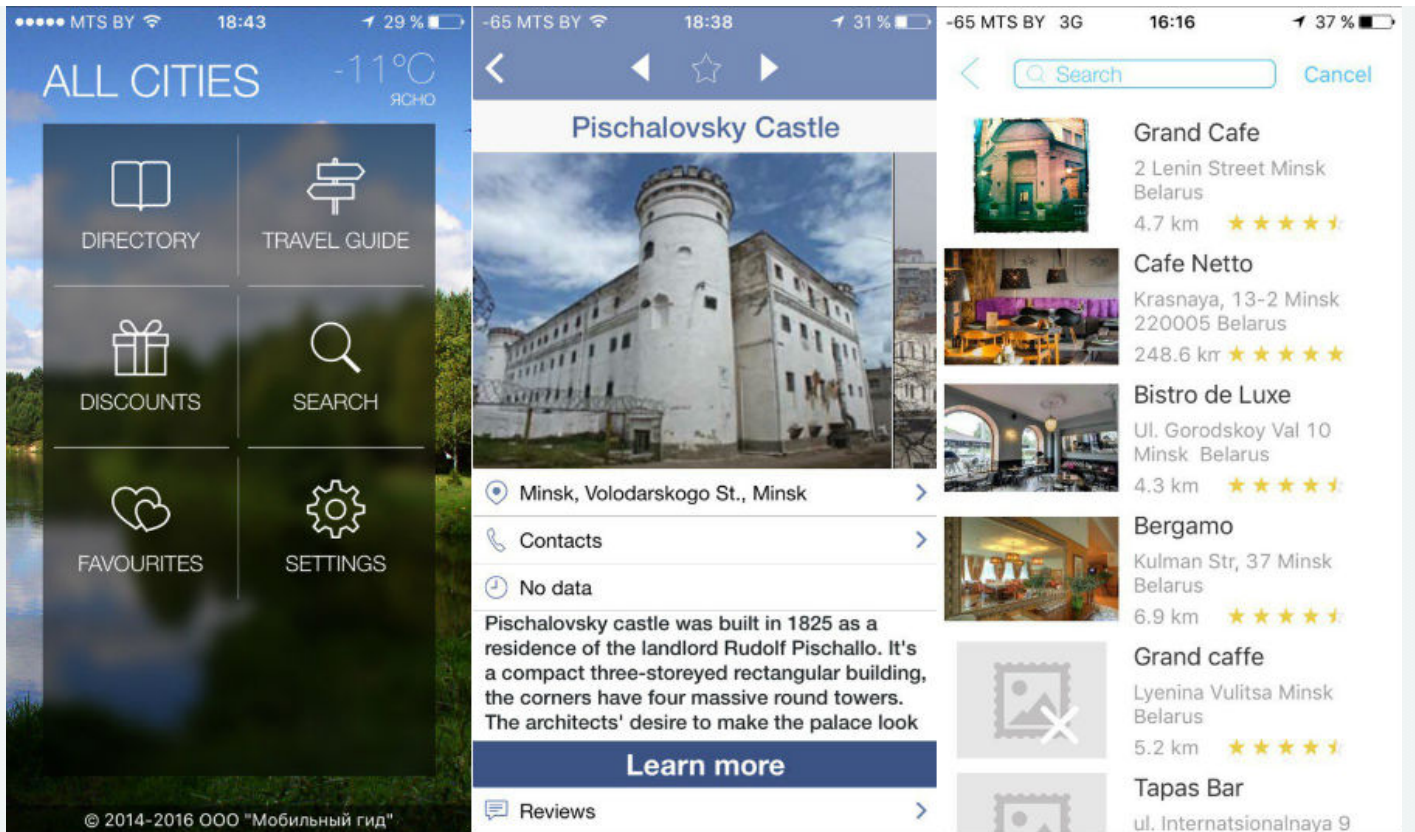 MTS BY 18:43 29 %
ALL CITIES
-11°C
ЯСНО
DIRECTORY
TRAVEL GUIDE
DISCOUNTS
SEARCH
FAVOURITES
SETTINGS
© 2014-2016 ООО "Мобильный гид"
-65 MTS BY 18:38 31 %
Pischalovsky Castle
Minsk, Volodarskogo St., Minsk
Contacts
No data
Pischalovsky castle was built in 1825 as a
residence of the landlord Rudolf Pischallo. It's
a compact three-storeyed rectangular building,
the corners have four massive round towers.
The architects' desire to make the palace look
Learn more
Reviews
-65 MTS BY 3G 16:16 37 %
Search
Cancel
Grand Cafe
2 Lenin Street Minsk
Belarus
4.7 km
Cafe Netto
Krasnaya, 13-2 Minsk
220005 Belarus
248.6 km
Bistro de Luxe
Ul. Gorodskoy Val 10
Minsk Belarus
4.3 km
Bergamo
Kulman Str, 37 Minsk
Belarus
6.9 km
Grand caffe
Lyenina Vulitsa Minsk
Belarus
5.2 km
Tapas Bar
ul. Internatsionalnaya 9